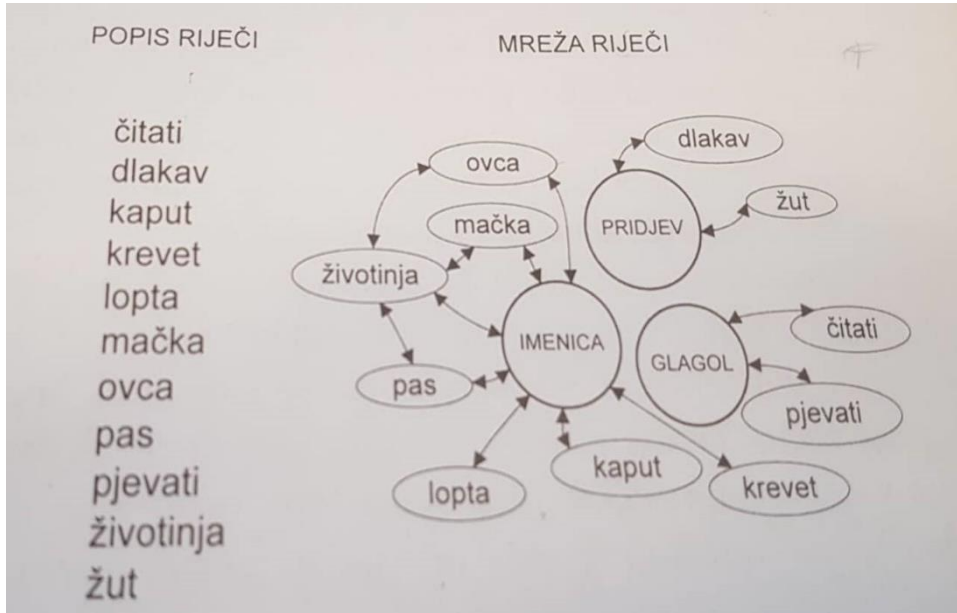 POPIS RIJEČI
MREŽA RIJEČI
čitati
dlakav
kaput
krevet
lopta
mačka
ovca
pas
pjevati
životinja
žut
dlakav
ovca
žut
mačka
PRIDJEV
životinja
čitati
IMENICA
GLAGOL
pas
pjevati
kaput
lopta
krevet